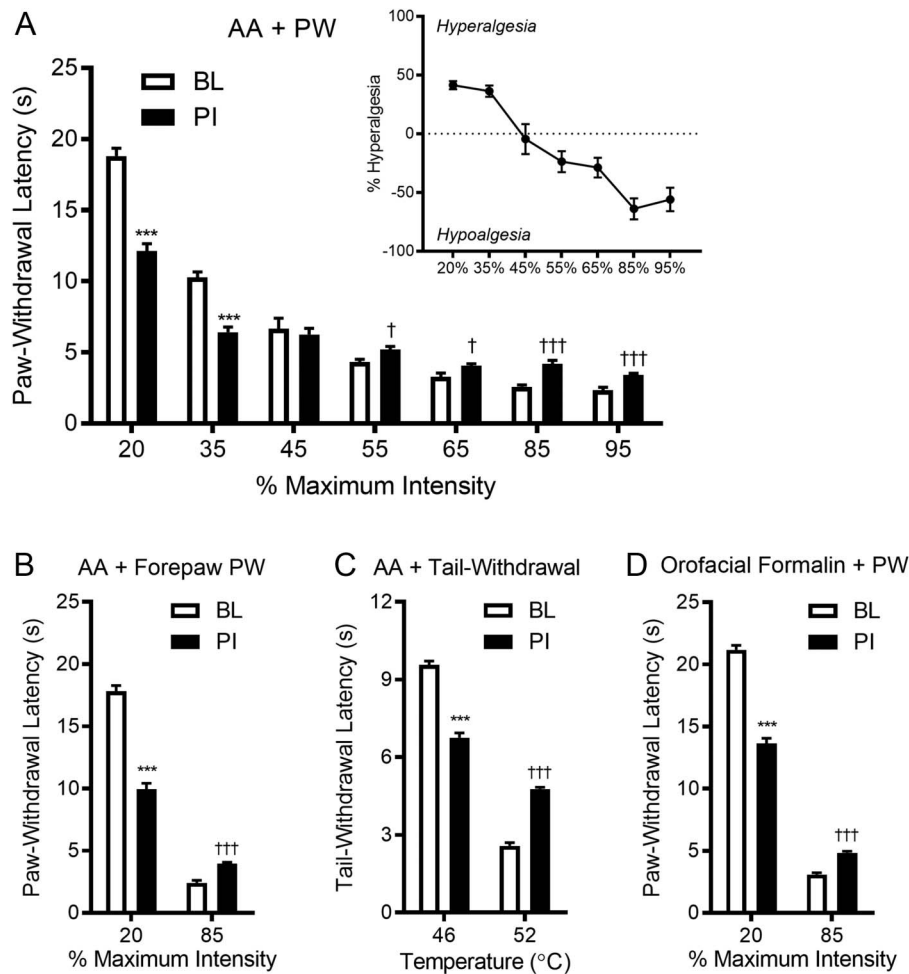 A
AA + PW
BL
PI
Paw-Withdrawal Latency (s)
25
20
15
10
5
0
***
***
†
†
†††
†††
20 35 45 55 65 85 95
% Maximum Intensity
Hyperalgesia
% Hyperalgesia
100
50
0
-50
-100
Hypoalgesia
20% 35% 45% 55% 65% 85% 95%
B
AA + Forepaw PW
BL
PI
Paw-Withdrawal Latency (s)
25
20
15
10
5
0
***
†††
20 85
% Maximum Intensity
C
AA + Tail-Withdrawal
BL
PI
Tail-Withdrawal Latency (s)
12
9
6
3
0
***
†††
46 52
Temperature (°C)
D
Orofacial Formalin + PW
BL
PI
Paw-Withdrawal Latency (s)
25
20
15
10
5
0
***
†††
20 85
% Maximum Intensity